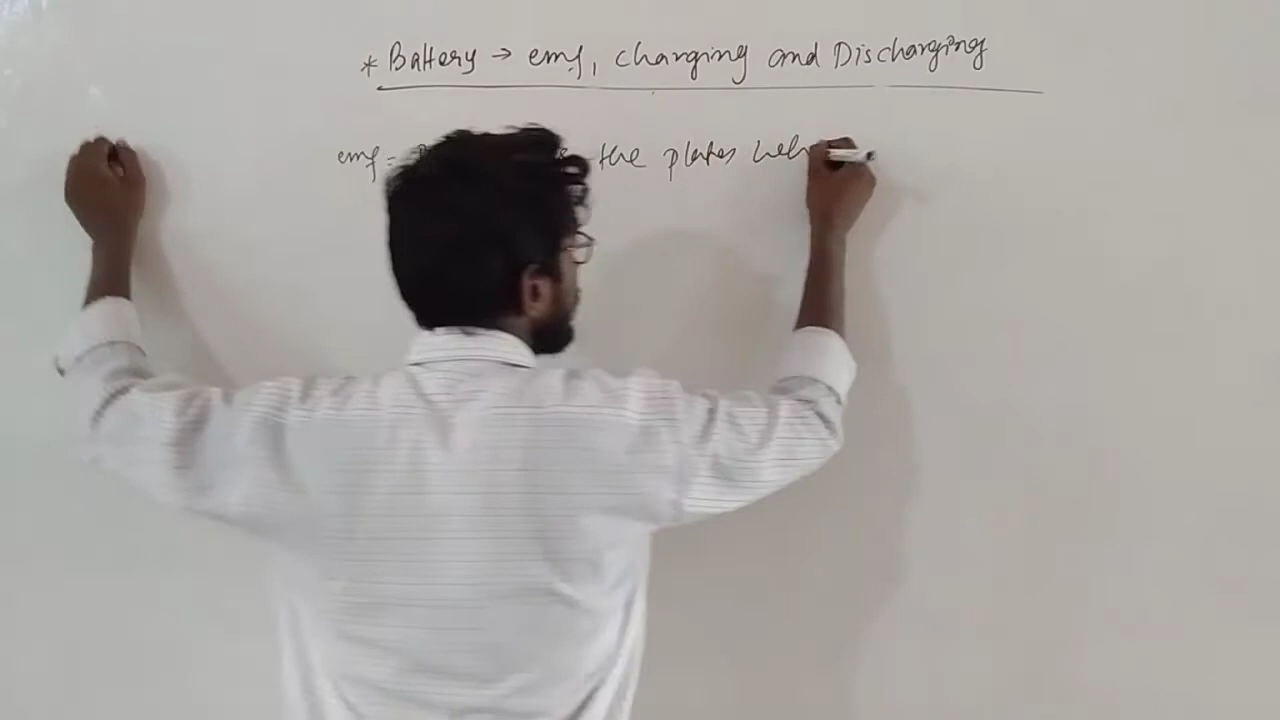 * Battery → emf, charging and Discharging
emf = the plates